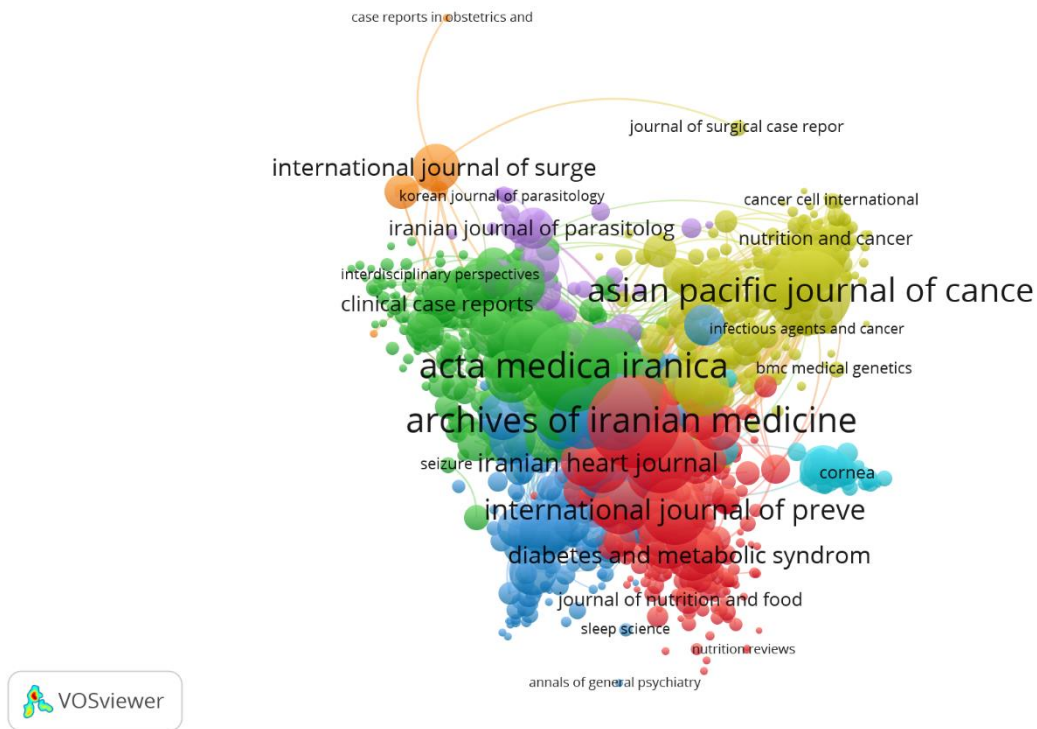 case reports in obstetrics and
journal of surgical case repor
international journal of surge
korean journal of parasitology
cancer cell international
iranian journal of parasitolog
nutrition and cancer
interdisciplinary perspectives
asian pacific journal of cance
clinical case reports
infectious agents and cancer
acta medica iranica
bmc medical genetics
archives of iranian medicine
seizure
iranian heart journal
cornea
international journal of preve
diabetes and metabolic syndrom
journal of nutrition and food
sleep science
nutrition reviews
annals of general psychiatry
VOSviewer